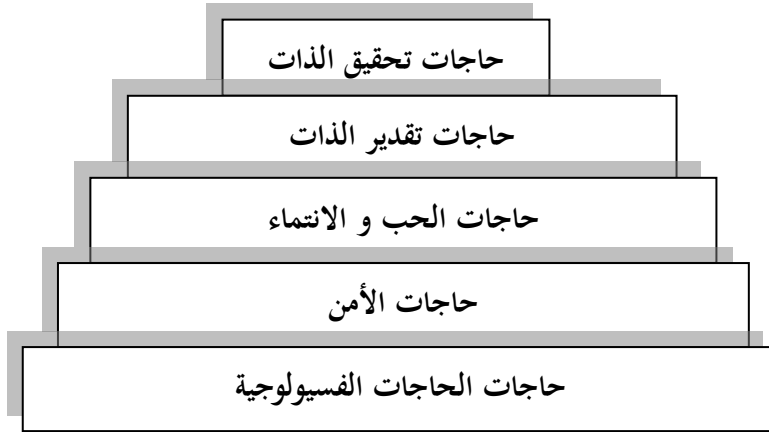 حاجات تحقيق الذات
حاجات تقدير الذات
حاجات الحب و الانتماء
حاجات الأمن
حاجات الحاجات الفسيولوجية